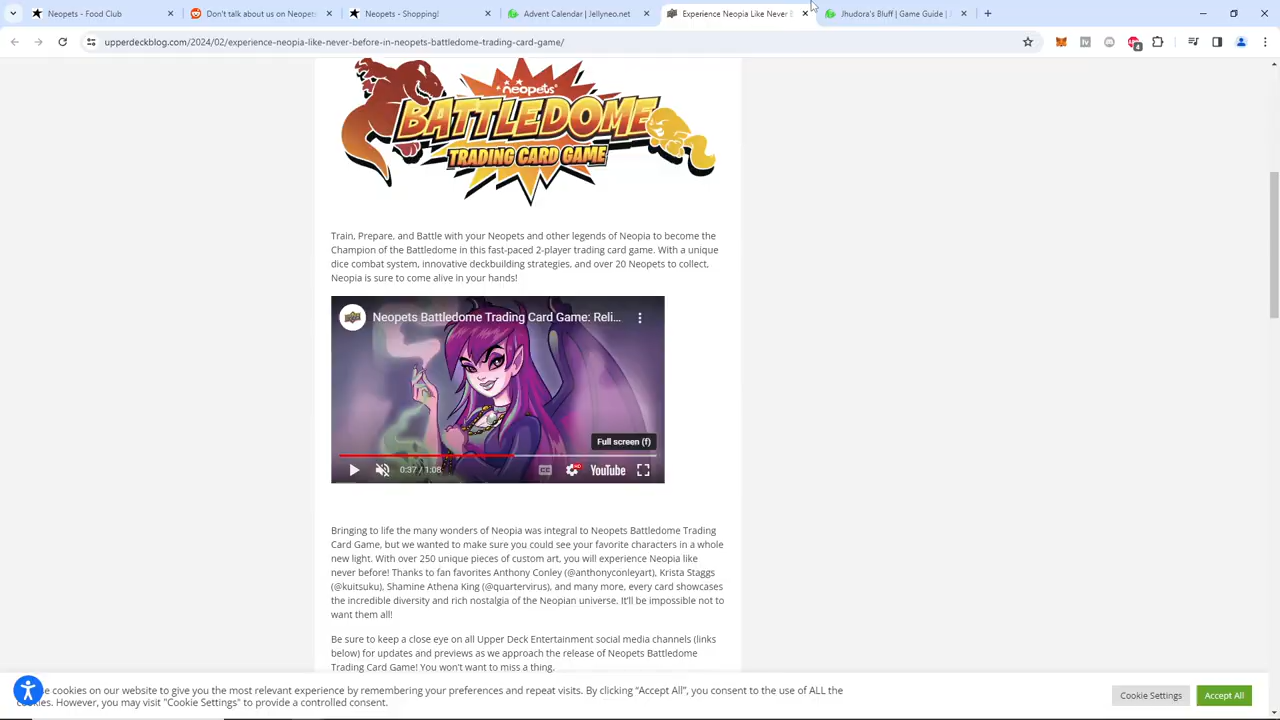 Neopets - Food Club
Don't talk about us on Neopets
Neopets - Shopping!
Advent Calendar | Jellyneo.net
Experience Neopia Like Never B
Jhudora's Bluff | Game Guide |
upperdeckblog.com/2024/02/experience-neopia-like-never-before-in-neopets-battledome-trading-card-game/
neopets
BATTLEDOME
TRADING CARD GAME
Train, Prepare, and Battle with your Neopets and other legends of Neopia to become the
Champion of the Battledome in this fast-paced 2-player trading card game. With a unique
dice combat system, innovative deckbuilding strategies, and over 20 Neopets to collect,
Neopia is sure to come alive in your hands!
Neopets Battledome Trading Card Game: Reli...
Full screen (f)
0:37 / 1:08
CC
HD
YouTube
Bringing to life the many wonders of Neopia was integral to Neopets Battledome Trading
Card Game, but we wanted to make sure you could see your favorite characters in a whole
new light. With over 250 unique pieces of custom art, you will experience Neopia like
never before! Thanks to fan favorites Anthony Conley (@anthonyconleyart), Krista Staggs
(@kuitsuku), Shamine Athena King (@quartervirus), and many more, every card showcases
the incredible diversity and rich nostalgia of the Neopian universe. It'll be impossible not to
want them all!
Be sure to keep a close eye on all Upper Deck Entertainment social media channels (links
below) for updates and previews as we approach the release of Neopets Battledome
Trading Card Game! You won't want to miss a thing.
cookies on our website to give you the most relevant experience by remembering your preferences and repeat visits. By clicking "Accept All", you consent to the use of ALL the
However, you may visit "Cookie Settings" to provide a controlled consent.
Cookie Settings
Accept All